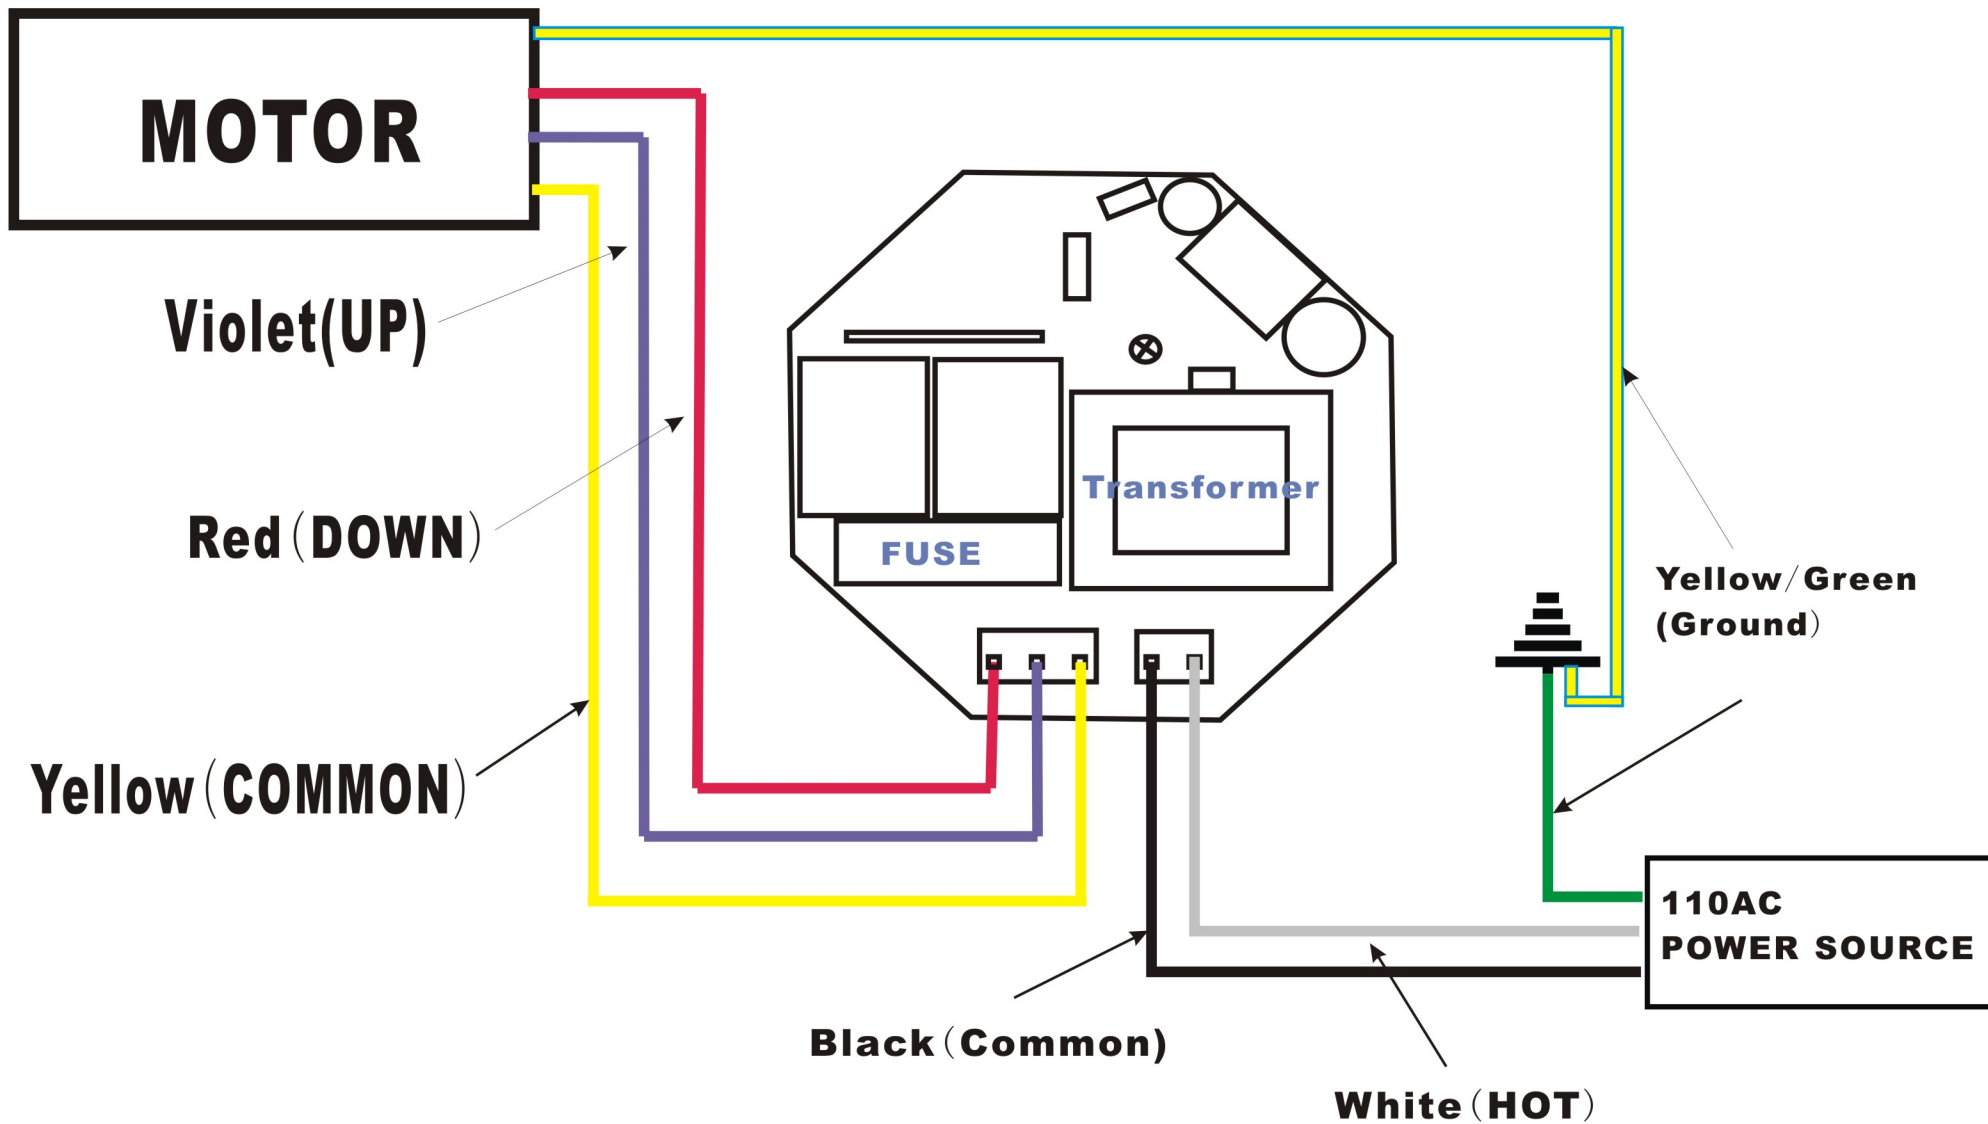 MOTOR
Violet(UP)
Red(DOWN)
Yellow(COMMON)
Transformer
FUSE
Yellow/Green
(Ground)
110AC
POWER SOURCE
Black(Common)
White(HOT)